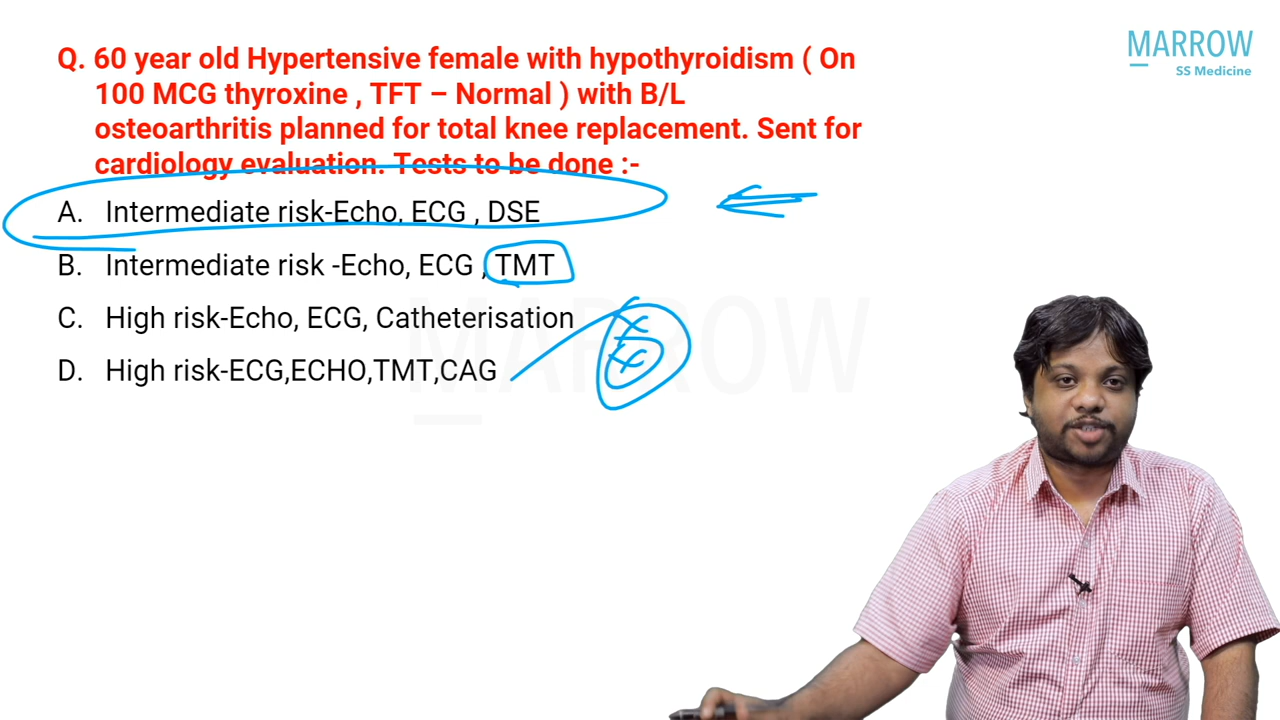 MARROW
SS Medicine
Q. 60 year old Hypertensive female with hypothyroidism ( On
100 MCG thyroxine , TFT – Normal ) with B/L
osteoarthritis planned for total knee replacement. Sent for
cardiology evaluation. Tests to be done :-
A. Intermediate risk-Echo, ECG , DSE
B. Intermediate risk -Echo, ECG , TMT
C. High risk-Echo, ECG, Catheterisation
D. High risk-ECG,ECHO,TMT,CAG
MARROW